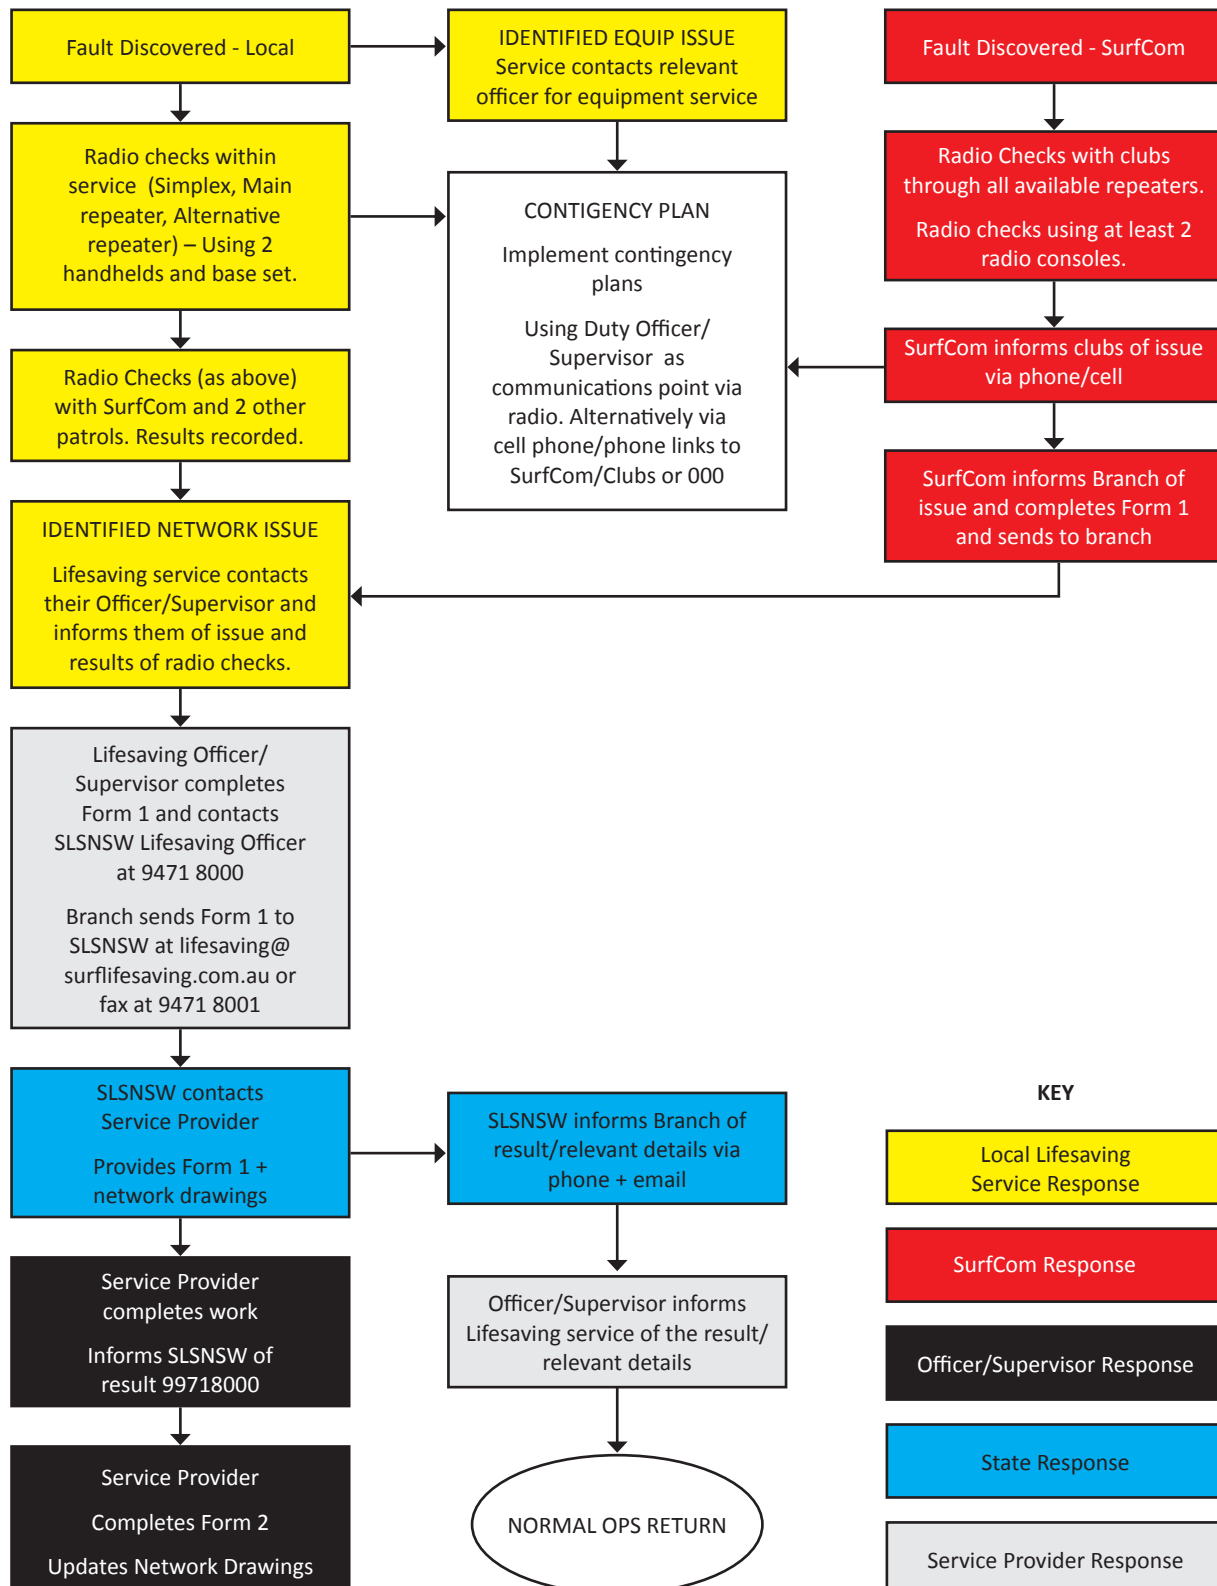 Fault Discovered - Local
IDENTIFIED EQUIP ISSUE
Service contacts relevant
officer for equipment service
Fault Discovered - SurfCom
Radio checks within
service (Simplex, Main
repeater, Alternative
repeater) – Using 2
handhelds and base set.
CONTIGENCY PLAN
Implement contingency
plans
Using Duty Officer/
Supervisor as
communications point via
radio. Alternatively via
cell phone/phone links to
SurfCom/Clubs or 000
Radio Checks with clubs
through all available repeaters.
Radio checks using at least 2
radio consoles.
SurfCom informs clubs of issue
via phone/cell
Radio Checks (as above)
with SurfCom and 2 other
patrols. Results recorded.
SurfCom informs Branch of
issue and completes Form 1
and sends to branch
IDENTIFIED NETWORK ISSUE
Lifesaving service contacts
their Officer/Supervisor and
informs them of issue and
results of radio checks.
Lifesaving Officer/
Supervisor completes
Form 1 and contacts
SLSNSW Lifesaving Officer
at 9471 8000
Branch sends Form 1 to
SLSNSW at lifesaving@
surflifesaving.com.au or
fax at 9471 8001
SLSNSW contacts
Service Provider
Provides Form 1 +
network drawings
SLSNSW informs Branch of
result/relevant details via
phone + email
Service Provider
completes work
Informs SLSNSW of
result 99718000
Officer/Supervisor informs
Lifesaving service of the result/
relevant details
Service Provider
Completes Form 2
Updates Network Drawings
NORMAL OPS RETURN
KEY
Local Lifesaving
Service Response
SurfCom Response
Officer/Supervisor Response
State Response
Service Provider Response